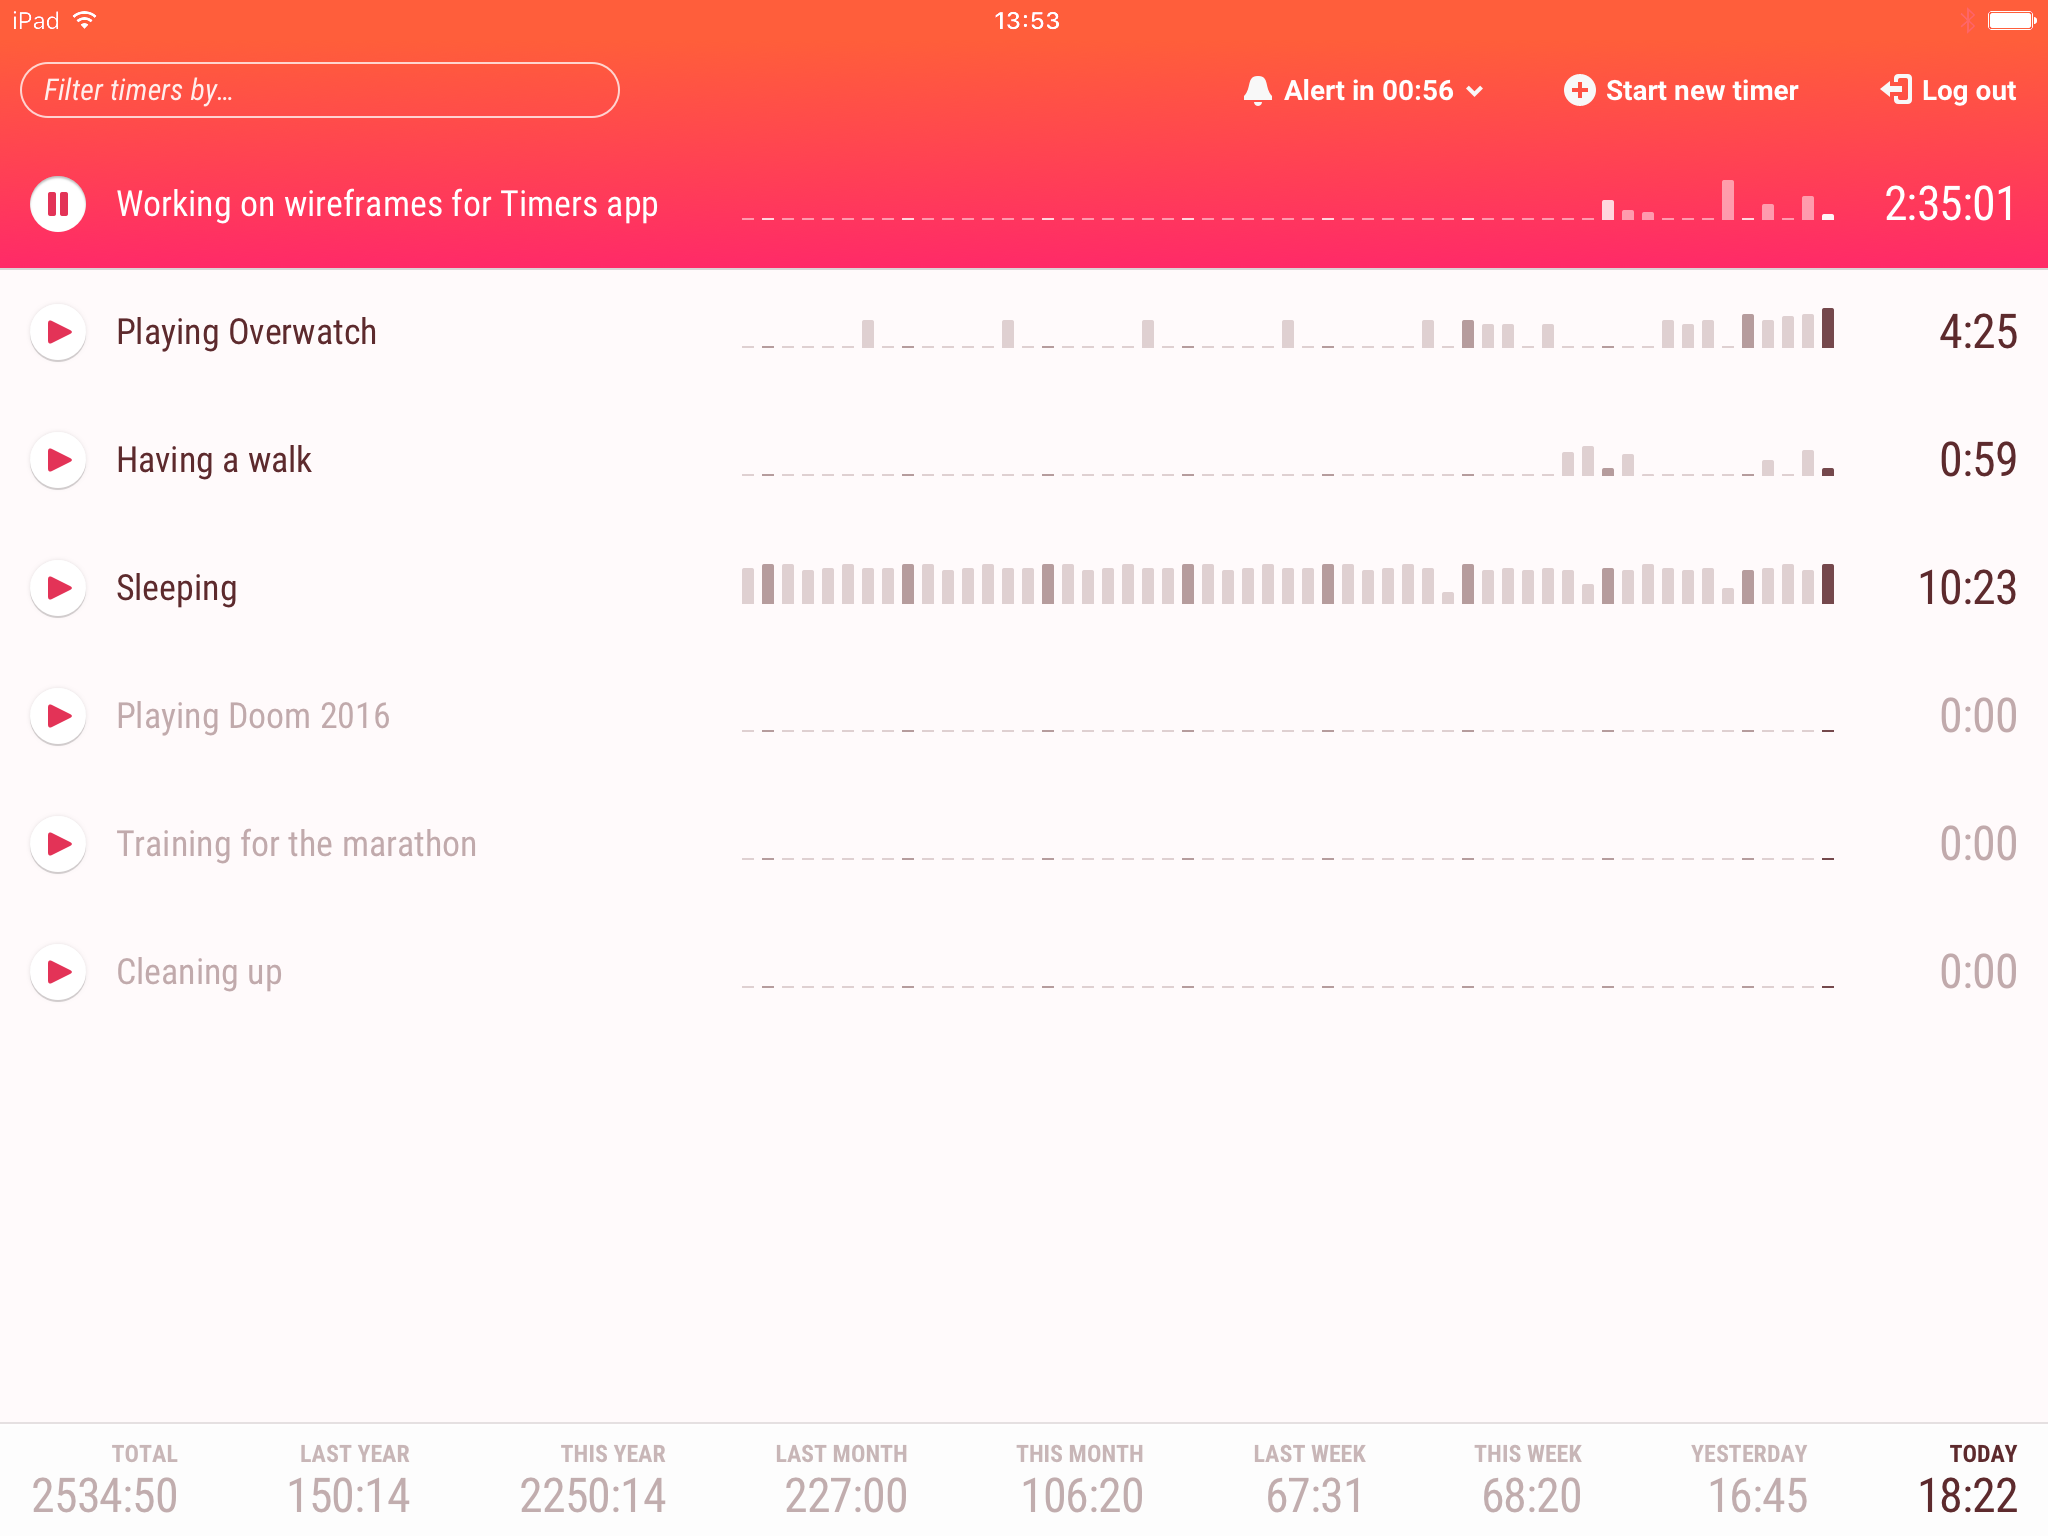 iPad 13:53
Filter timers by... Alert in 00:56 Start new timer Log out
Working on wireframes for Timers app 2:35:01
Playing Overwatch 4:25
Having a walk 0:59
Sleeping 10:23
Playing Doom 2016 0:00
Training for the marathon 0:00
Cleaning up 0:00
TOTAL LAST YEAR THIS YEAR LAST MONTH THIS MONTH LAST WEEK THIS WEEK YESTERDAY TODAY
2534:50 150:14 2250:14 227:00 106:20 67:31 68:20 16:45 18:22